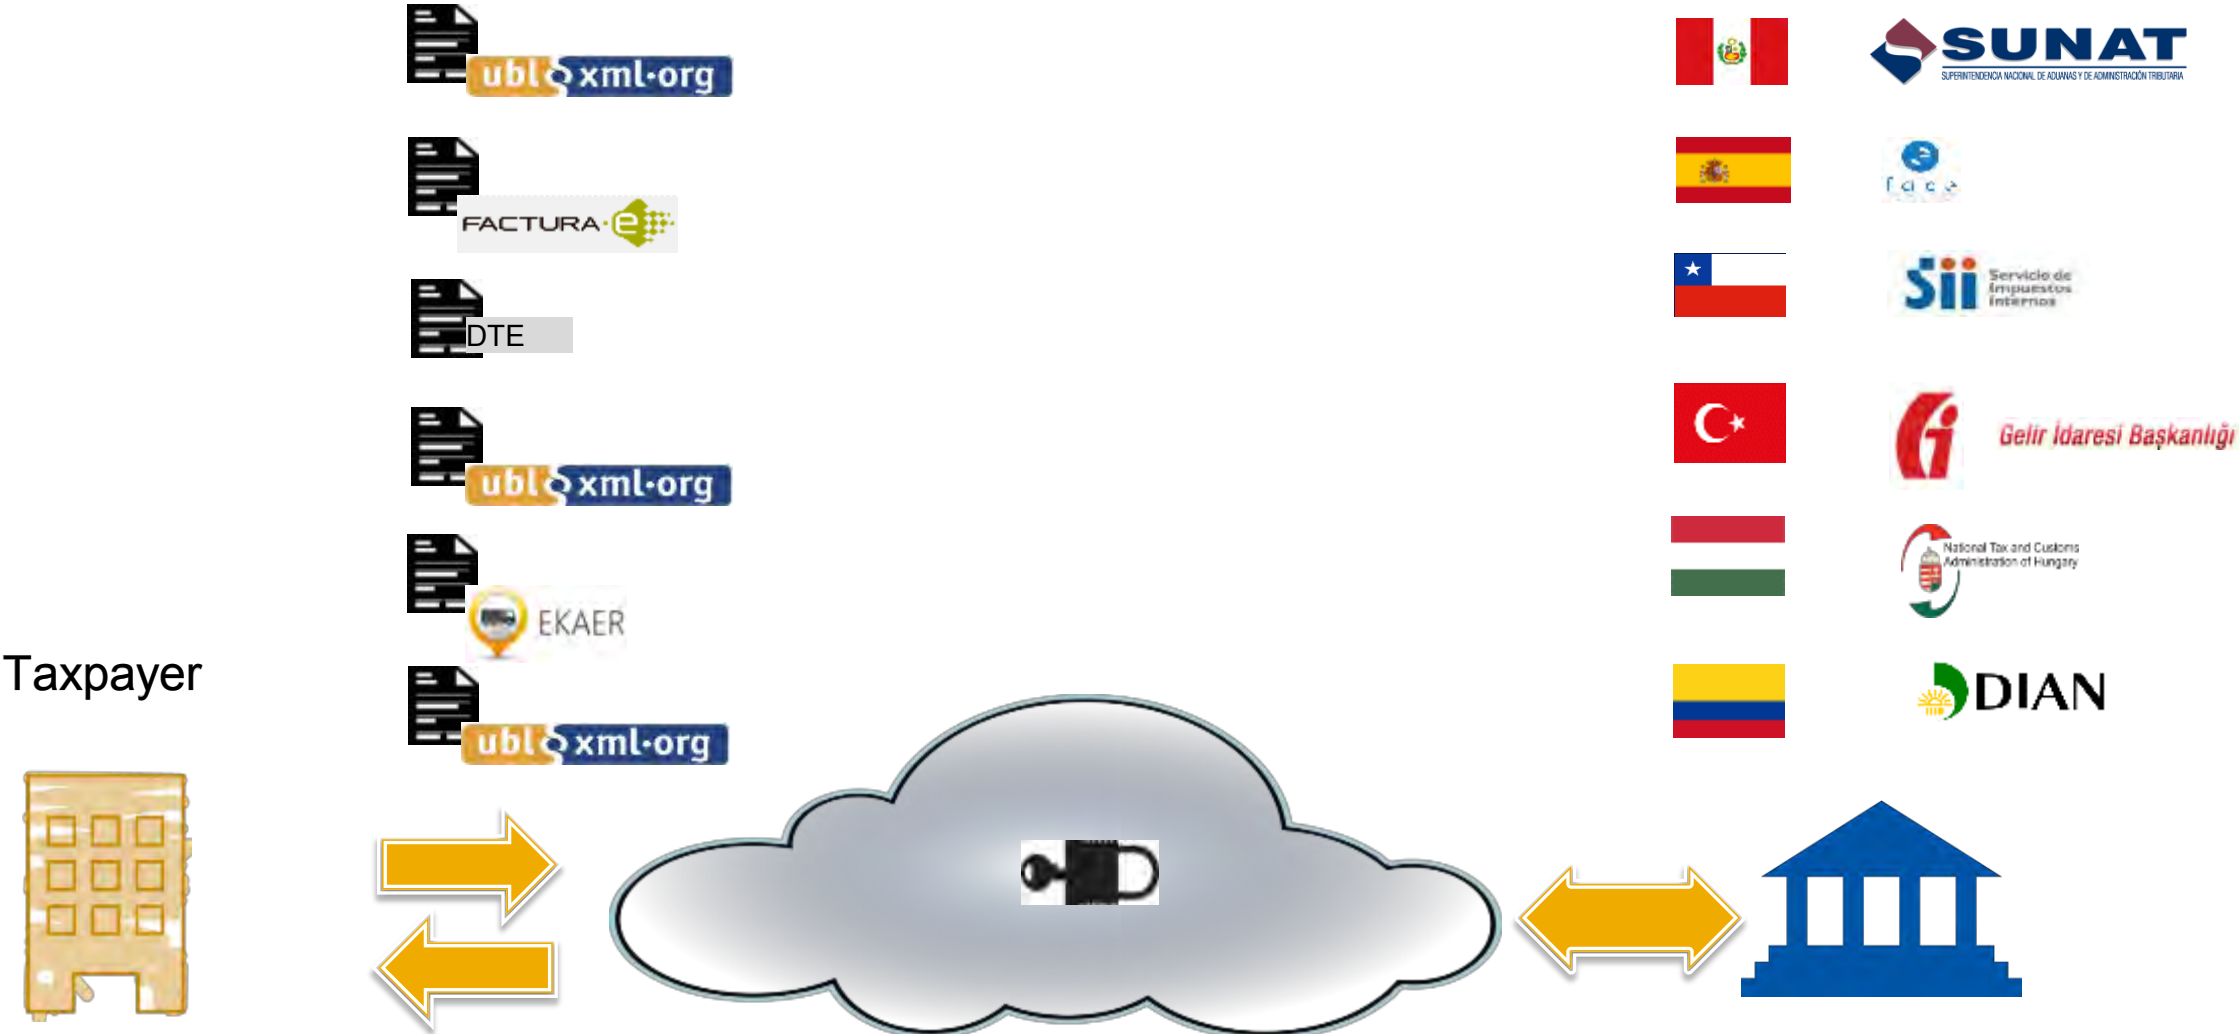 ubl xml·org
SUNAT
SUPERINTENDENCIA NACIONAL DE ADUANAS Y DE ADMINISTRACIÓN TRIBUTARIA
FACTURA·e
face
DTE
Sii
Servicio de
Impuestos
Internos
ubl xml·org
Gelir İdaresi Başkanlığı
EKAER
National Tax and Customs
Administration of Hungary
Taxpayer
ubl xml·org
DIAN